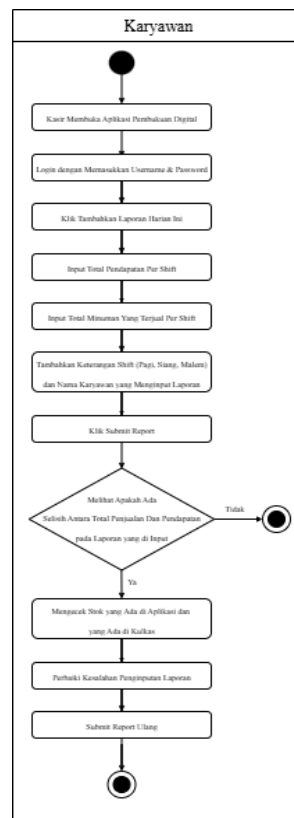 Karyawan
Kasir Membuka Aplikasi Pembukuan Digital
Login dengan Memasukkan Username & Password
Klik Tambahkan Laporan Harian Ini
Input Total Pendapatan Per Shift
Input Total Minuman Yang Terjual Per Shift
Tambahkan Keterangan Shift (Pagi, Siang, Malem)
dan Nama Karyawan yang Menginput Laporan
Klik Submit Report
Melihat Apakah Ada
Selisih Antara Total Penjualan Dan Pendapatan
pada Laporan yang di Input
Tidak
Ya
Mengecek Stok yang Ada di Aplikasi dan
yang Ada di Kulkas
Perbaiki Kesalahan Penginputan Laporan
Submit Report Ulang